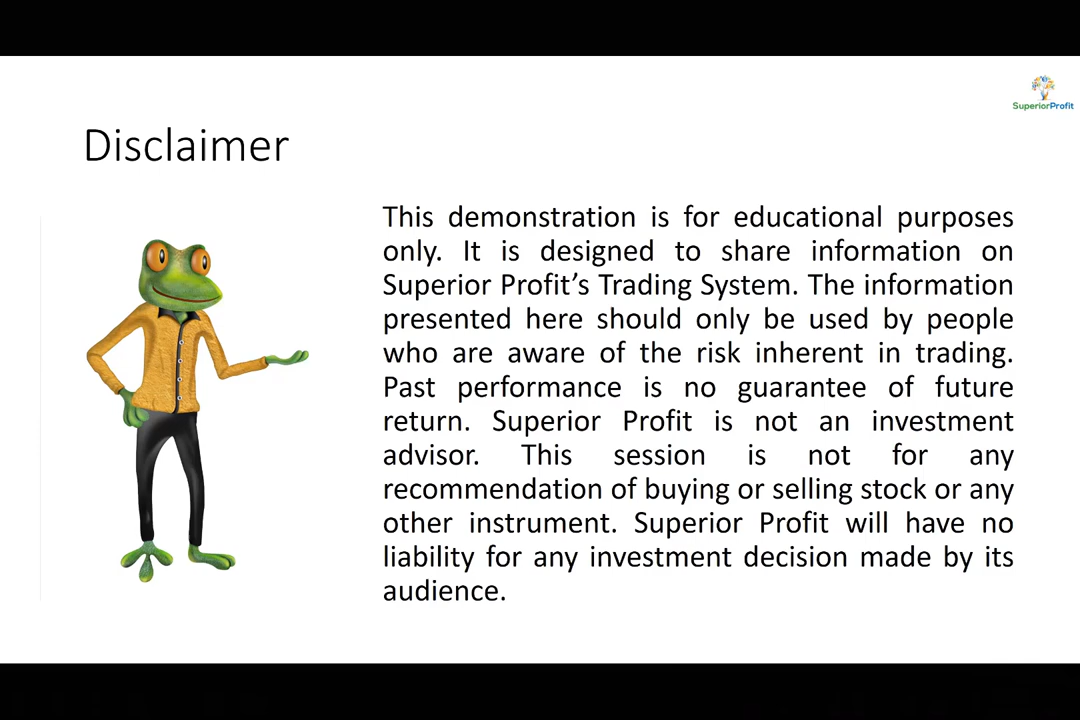 SuperiorProfit
Disclaimer
This demonstration is for educational purposes
only. It is designed to share information on
Superior Profit’s Trading System. The information
presented here should only be used by people
who are aware of the risk inherent in trading.
Past performance is no guarantee of future
return. Superior Profit is not an investment
advisor. This session is not for any
recommendation of buying or selling stock or any
other instrument. Superior Profit will have no
liability for any investment decision made by its
audience.